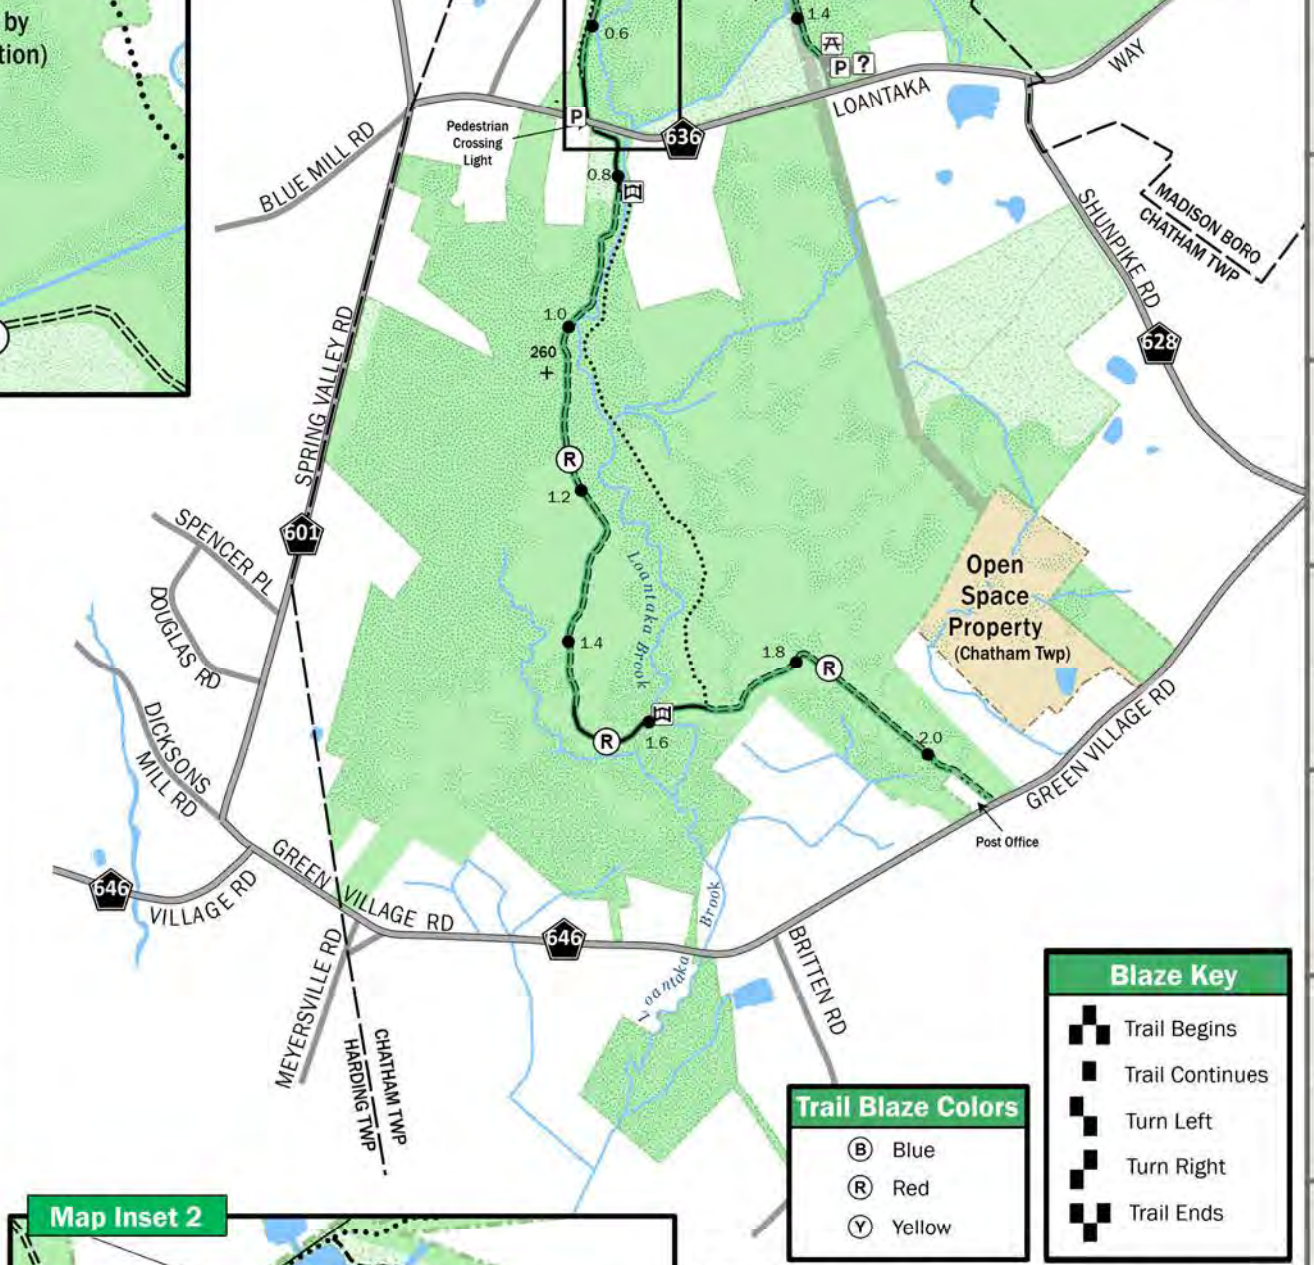 by
tion)
0.6
1.4
P
?
P
WAY
LOANTAKA
636
Pedestrian
Crossing
Light
BLUE MILL RD
0.8
SHUNPIKE RD
MADISON BORO
CHATHAM TWP
628
1.0
260
+
SPRING VALLEY RD
R
1.2
601
SPENCER PL
DOUGLAS RD
Loantaka Brook
Open
Space
Property
(Chatham Twp)
1.4
1.8
R
R
1.6
2.0
DICKSONS
MILL RD
GREEN VILLAGE RD
Post Office
646
VILLAGE RD
GREEN VILLAGE RD
646
Loantaka Brook
BRITTEN RD
MEYERSVILLE RD
CHATHAM TWP
HARDING TWP
Blaze Key
Trail Begins
Trail Continues
Turn Left
Turn Right
Trail Ends
Trail Blaze Colors
B Blue
R Red
Y Yellow
Map Inset 2